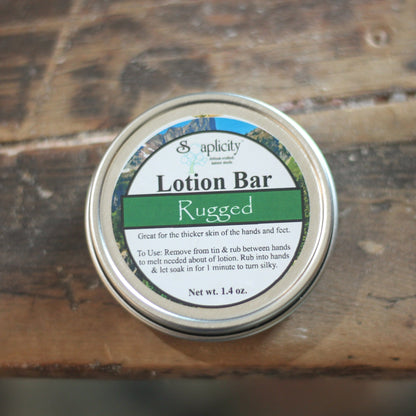 Soaplicity
Lotion Bar
Rugged
Great for the thicker skin of the hands and feet.
To Use: Remove from tin & rub between hands
to melt needed about of lotion. Rub into hands
& let soak in for 1 minute to turn silky.
Net wt. 1.4 oz.